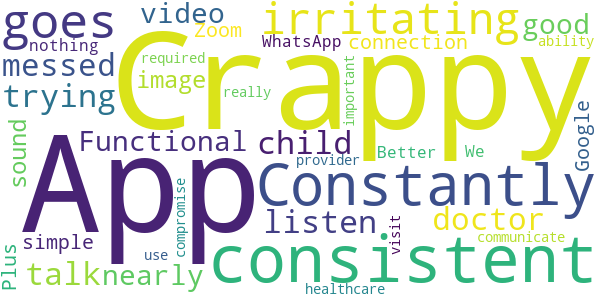 goes
video
Zoom
irritating
good
nothing
WhatsApp
connection
ability
messed
required
image
Crappy
important
trying
really
Google
sound
Functional
child
Better
We
provider
App
Constantly
listen
doctor
simple
compromise
visit
communicate
Plus
talk
nearly
use
consistent
healthcare